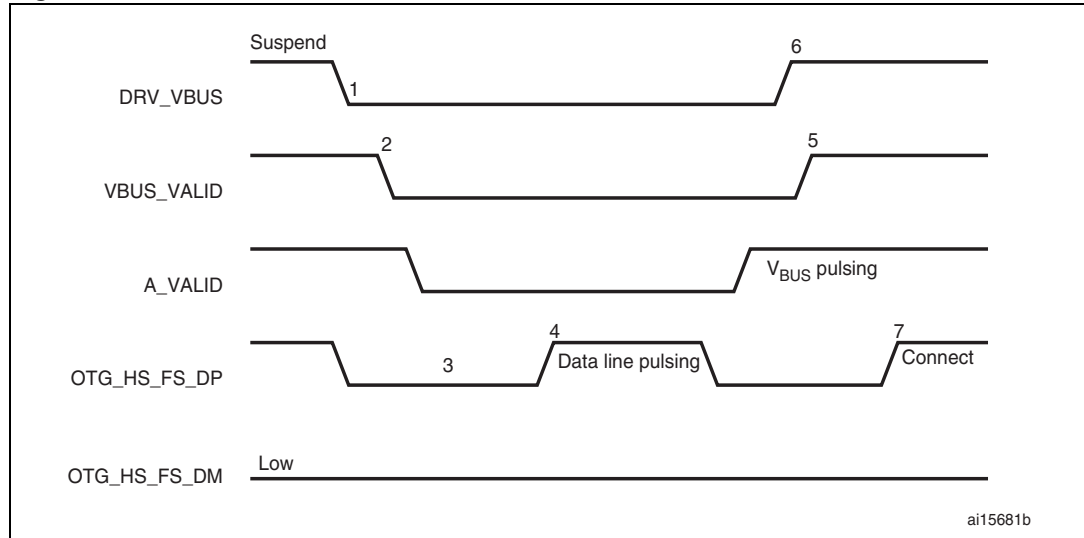 Suspend
6
DRV_VBUS
1
2
5
VBUS_VALID
A_VALID
VBUS pulsing
4
7
3
Data line pulsing
Connect
OTG_HS_FS_DP
Low
OTG_HS_FS_DM
ai15681b